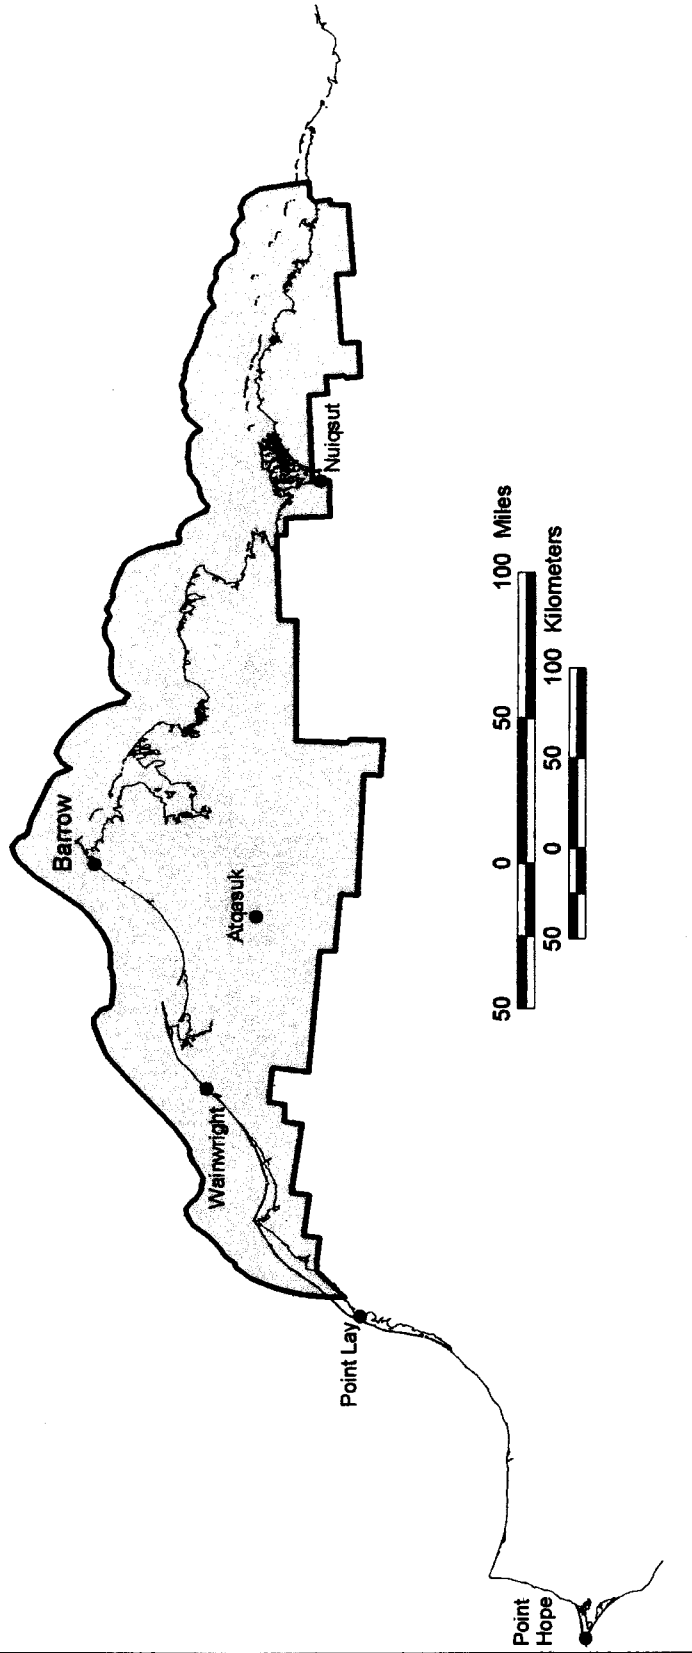 Barrow
Atqasuk
Wainwright
Nuiqsut
Point Lay
Point
Hope
50 0 50 100 Miles
50 0 50 100 Kilometers